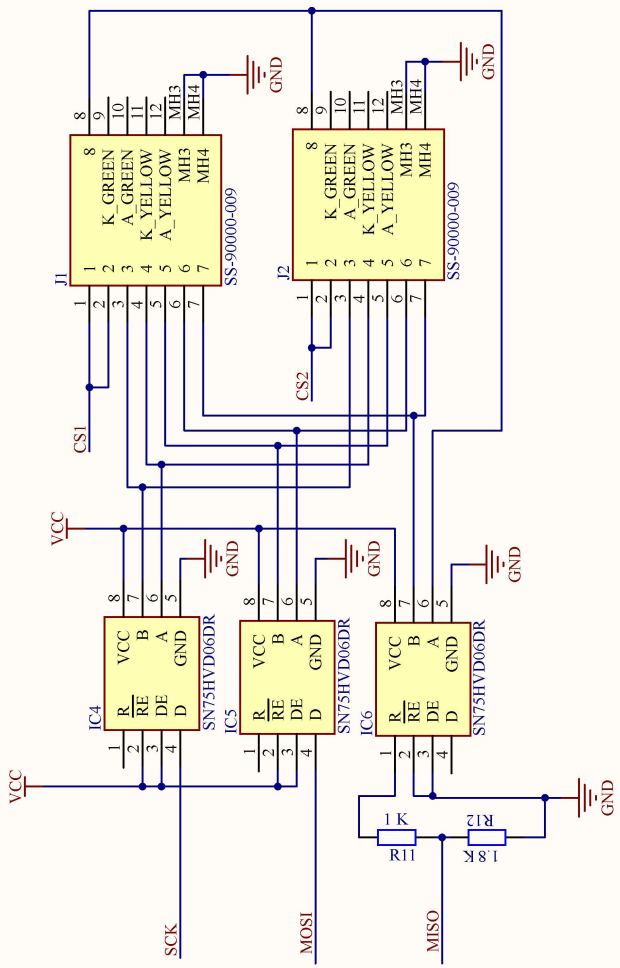 8
8
9
10
11
12
MH3
MH4
GND
8
K_GREEN
A_GREEN
K_YELLOW
A_YELLOW
MH3
MH4
1
2
3
4
5
6
7
J1
SS-90000-009
1
2
3
4
5
6
7
CS1
9
10
11
12
MH3
MH4
GND
8
K_GREEN
A_GREEN
K_YELLOW
A_YELLOW
MH3
MH4
1
2
3
4
5
6
7
J2
SS-90000-009
1
2
3
4
5
6
7
CS2
VCC
8
7
6
5
GND
VCC
B
A
GND
R
RE
DE
D
IC4
SN75HVD06DR
1
2
3
4
8
7
6
5
GND
VCC
B
A
GND
R
RE
DE
D
IC5
SN75HVD06DR
1
2
3
4
8
7
6
5
GND
VCC
B
A
GND
R
RE
DE
D
IC6
SN75HVD06DR
1
2
3
4
VCC
GND
1 K
R11
R12
1.8 K
SCK
MOSI
MISO